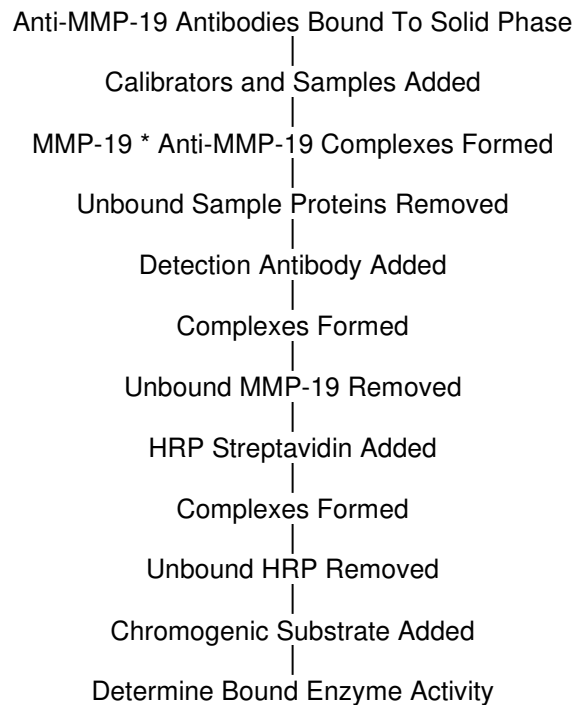 Anti-MMP-19 Antibodies Bound To Solid Phase
Calibrators and Samples Added
MMP-19 * Anti-MMP-19 Complexes Formed
Unbound Sample Proteins Removed
Detection Antibody Added
Complexes Formed
Unbound MMP-19 Removed
HRP Streptavidin Added
Complexes Formed
Unbound HRP Removed
Chromogenic Substrate Added
Determine Bound Enzyme Activity